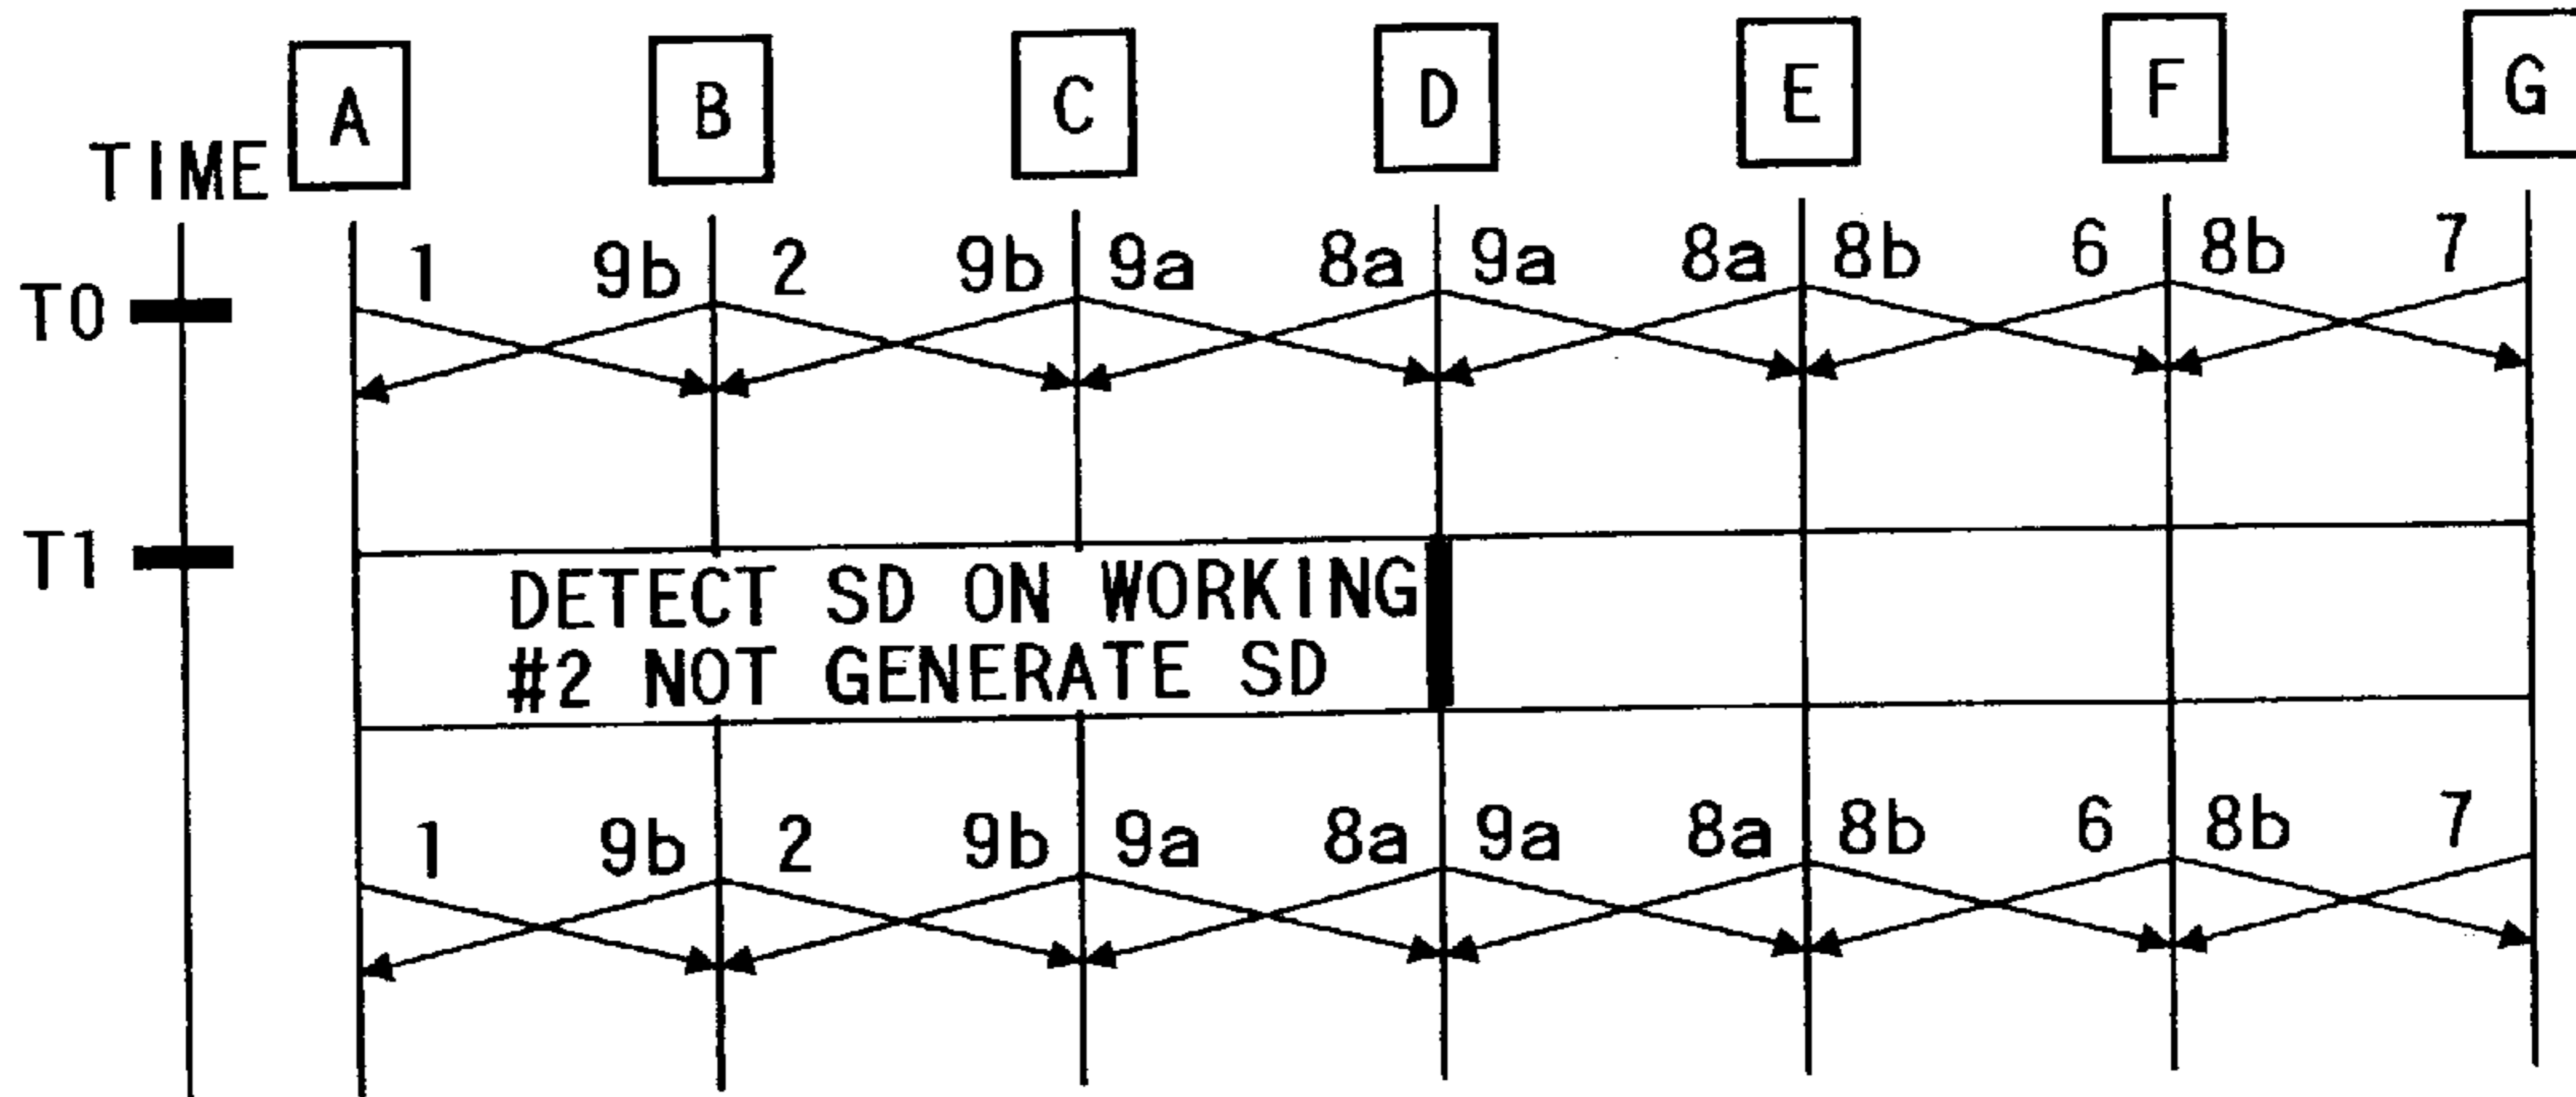 A B C D E F G
TIME
1 9b 2 9b 9a 8a 9a 8a 8b 6 8b 7
T0
T1
DETECT SD ON WORKING
#2 NOT GENERATE SD
1 9b 2 9b 9a 8a 9a 8a 8b 6 8b 7